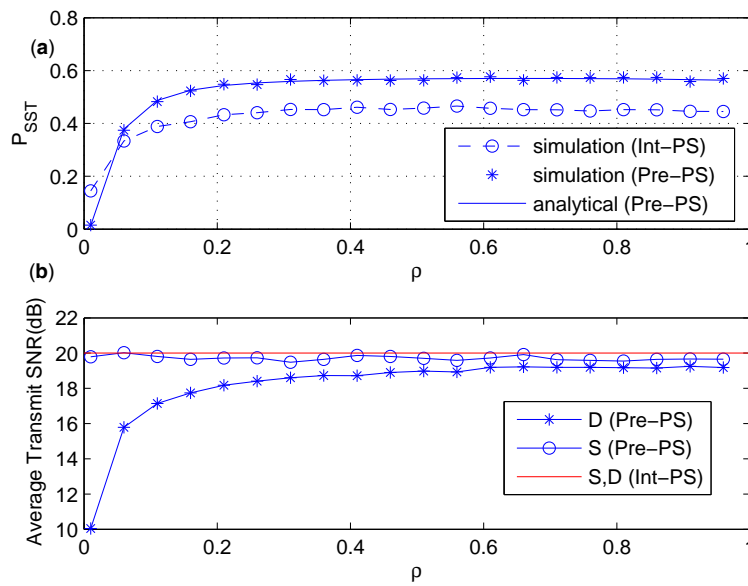 (a)
0.8
0.6
0.4
0.2
0
P_SST
0 0.2 0.4 0.6 0.8 1
ρ
simulation (Int−PS)
simulation (Pre−PS)
analytical (Pre−PS)
(b)
22
20
18
16
14
12
10
Average Transmit SNR(dB)
0 0.2 0.4 0.6 0.8 1
ρ
D (Pre−PS)
S (Pre−PS)
S,D (Int−PS)